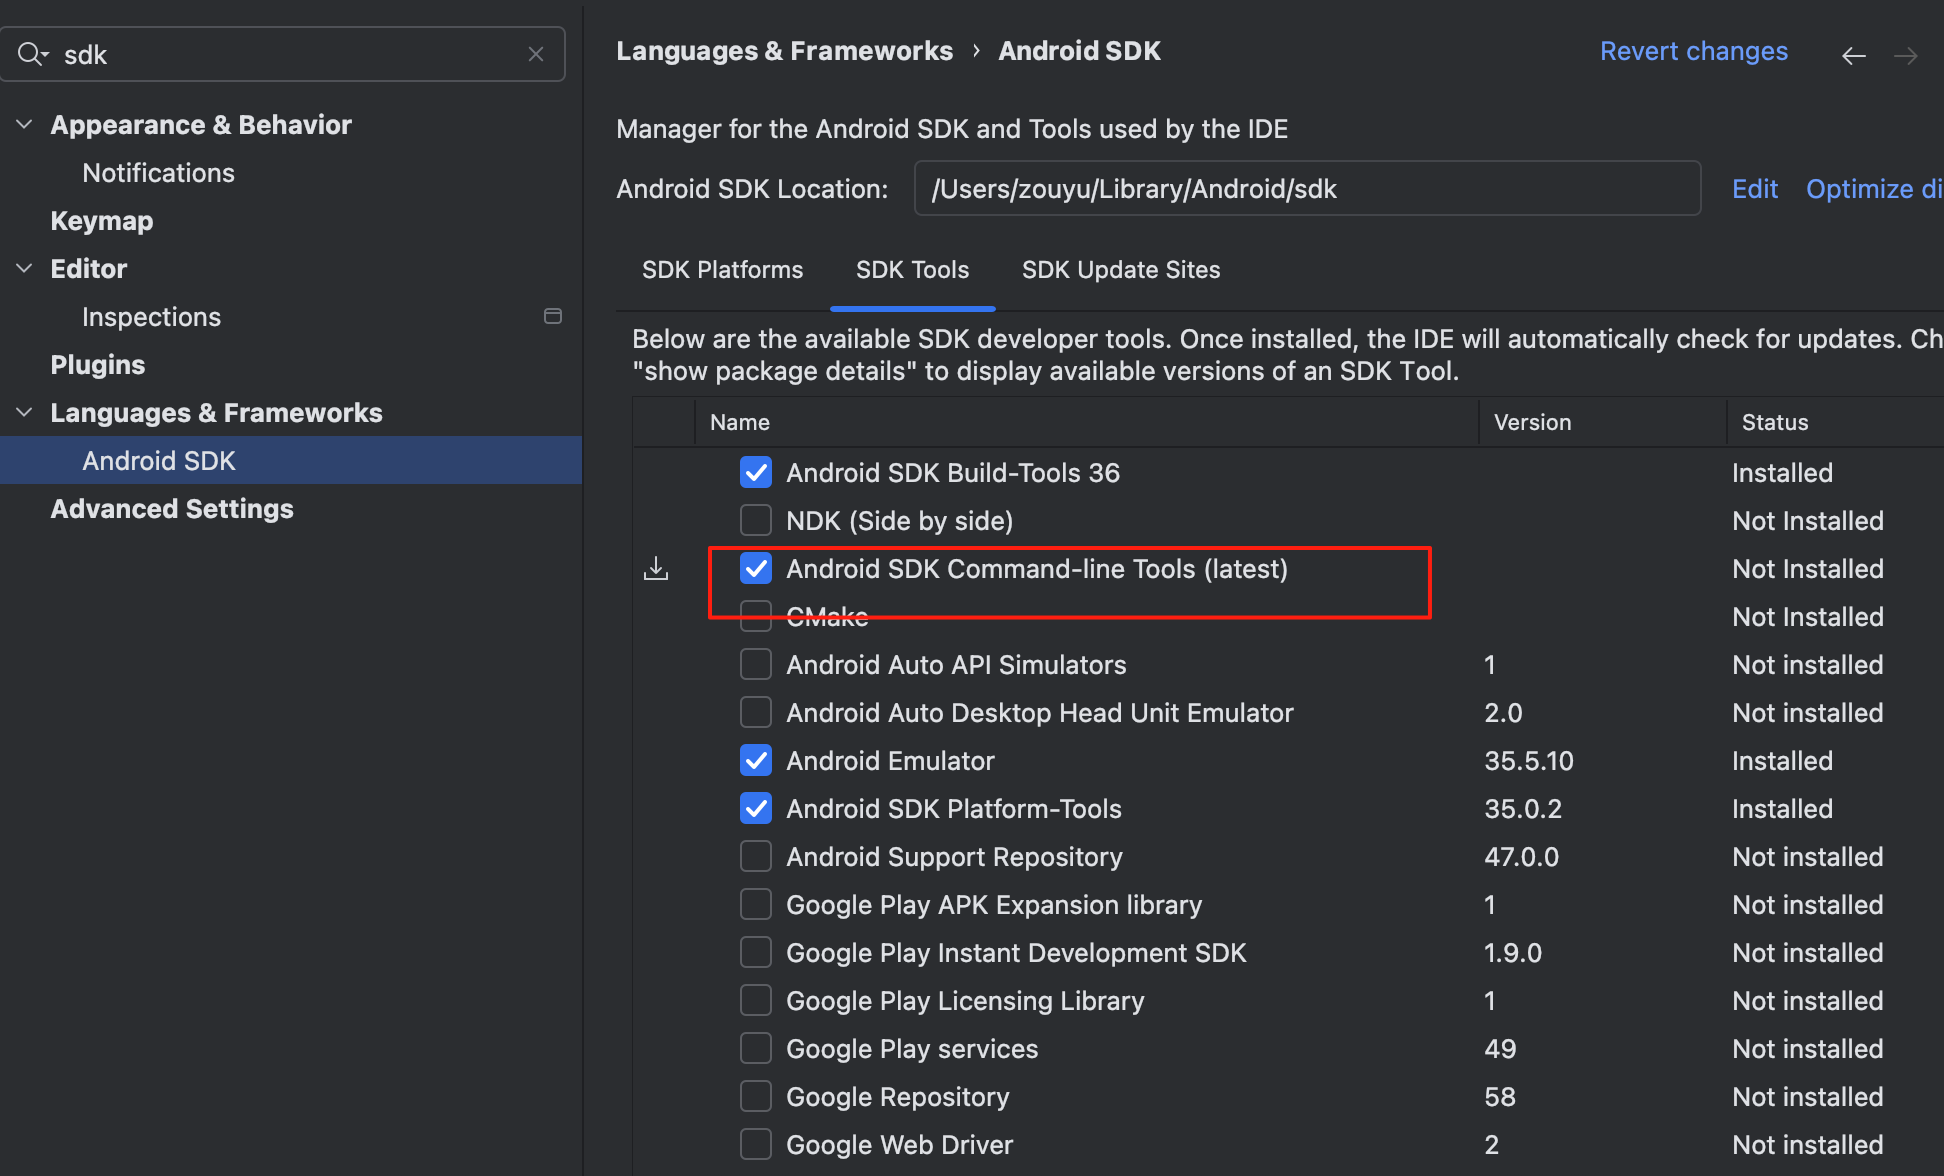 sdk
Appearance & Behavior
Notifications
Keymap
Editor
Inspections
Plugins
Languages & Frameworks
Android SDK
Advanced Settings
Languages & Frameworks › Android SDK
Revert changes
Manager for the Android SDK and Tools used by the IDE
Android SDK Location: /Users/zouyu/Library/Android/sdk Edit Optimize di
SDK Platforms SDK Tools SDK Update Sites
Below are the available SDK developer tools. Once installed, the IDE will automatically check for updates. Ch
"show package details" to display available versions of an SDK Tool.
Name Version Status
Android SDK Build-Tools 36 Installed
NDK (Side by side) Not Installed
Android SDK Command-line Tools (latest) Not Installed
CMake Not Installed
Android Auto API Simulators 1 Not installed
Android Auto Desktop Head Unit Emulator 2.0 Not installed
Android Emulator 35.5.10 Installed
Android SDK Platform-Tools 35.0.2 Installed
Android Support Repository 47.0.0 Not installed
Google Play APK Expansion library 1 Not installed
Google Play Instant Development SDK 1.9.0 Not installed
Google Play Licensing Library 1 Not installed
Google Play services 49 Not installed
Google Repository 58 Not installed
Google Web Driver 2 Not installed